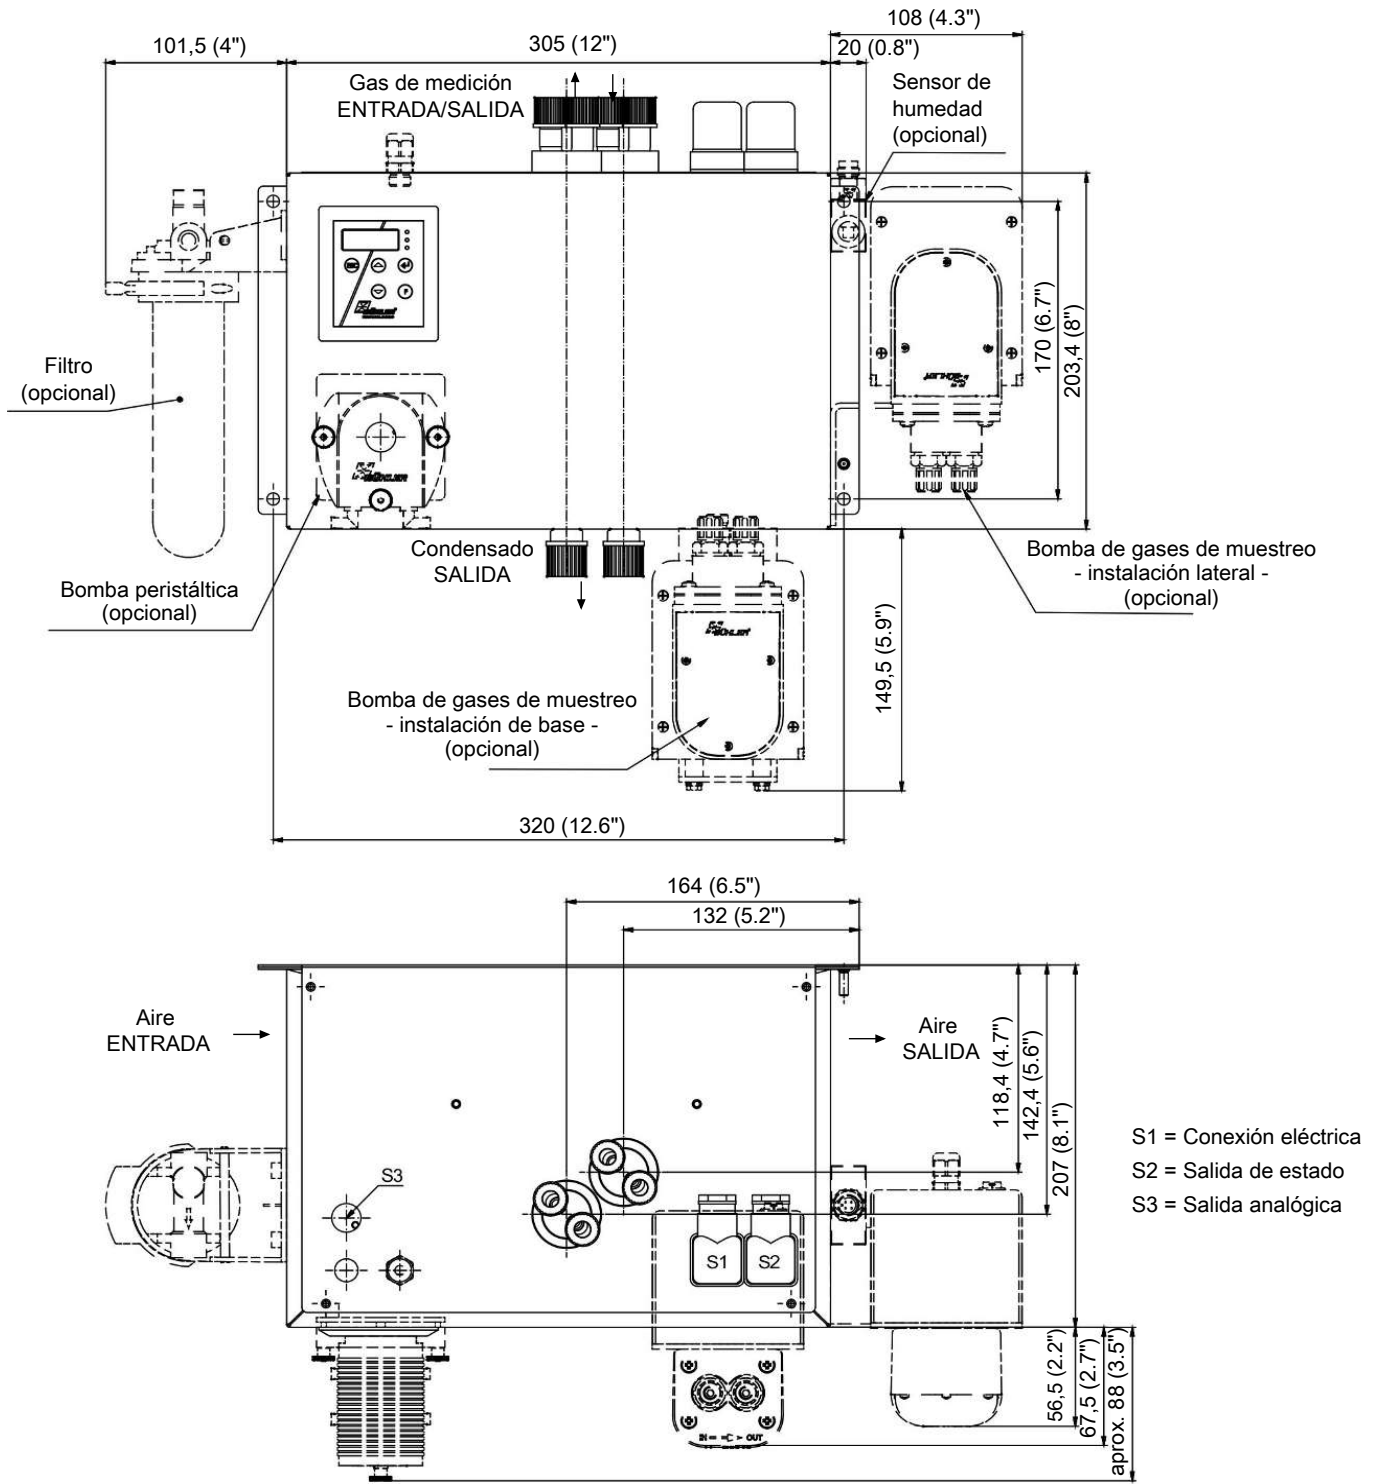 108 (4.3")
101,5 (4")
305 (12")
20 (0.8")
Gas de medición
ENTRADA/SALIDA
Sensor de
humedad
(opcional)
170 (6.7")
203,4 (8")
Filtro
(opcional)
Bomba peristáltica
(opcional)
Condensado
SALIDA
Bomba de gases de muestreo
- instalación lateral -
(opcional)
149,5 (5.9")
Bomba de gases de muestreo
- instalación de base -
(opcional)
320 (12.6")
164 (6.5")
132 (5.2")
Aire
ENTRADA
Aire
SALIDA
118,4 (4.7")
142,4 (5.6")
207 (8.1")
S1 = Conexión eléctrica
S2 = Salida de estado
S3 = Salida analógica
S3
S1
S2
56,5 (2.2")
67,5 (2.7")
aprox. 88 (3.5")
IN
OUT